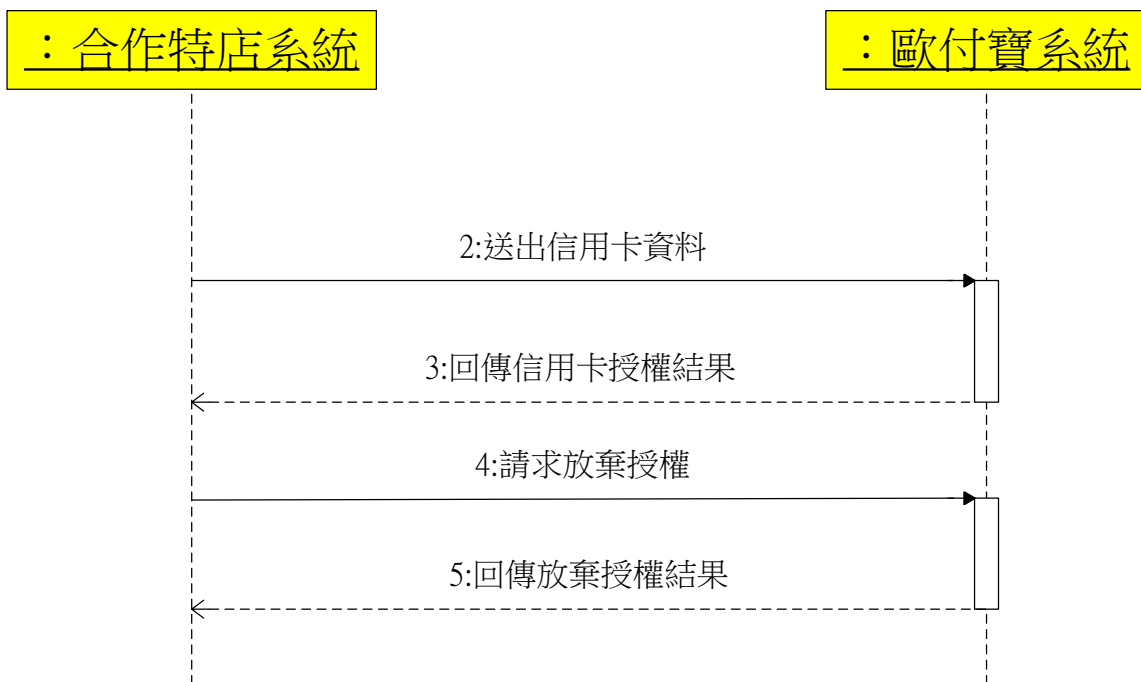 ：合作特店系統
：歐付寶系統
2:送出信用卡資料
3:回傳信用卡授權結果
4:請求放棄授權
5:回傳放棄授權結果